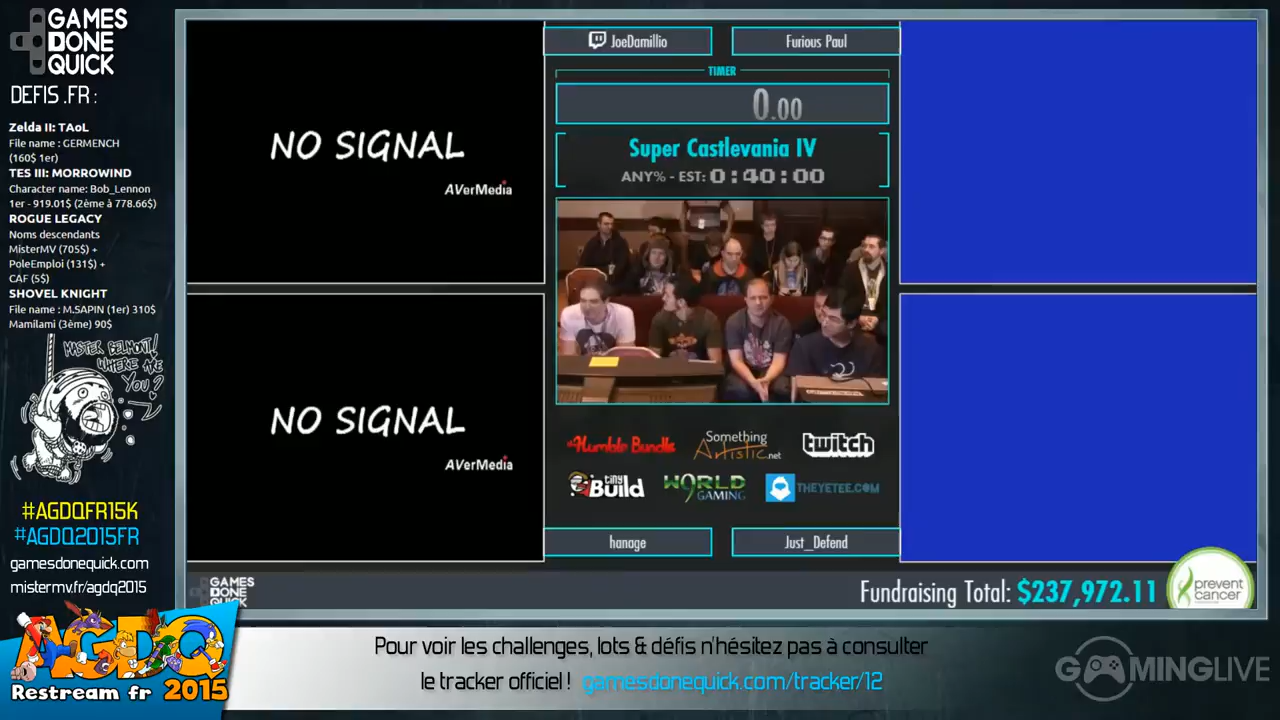 GAMES
DONE
QUICK
DEFIS .FR :
Zelda II: TAoL
File name : GERMENCH
(160$ 1er)
TES III: MORROWIND
Character name: Bob_Lennon
1er - 919.01$ (2ème à 778.66$)
ROGUE LEGACY
Noms descendants
MisterMV (705$) +
PoleEmploi (131$) +
CAF (5$)
SHOVEL KNIGHT
File name : M.SAPIN (1er) 310$
Mamilami (3ème) 90$
MASTER BELMONT!
WHERE ARE
YOU ?
#AGDQFR15K
#AGDQ2015FR
gamesdonequick.com
mistermv.fr/agdq2015
AGDQ
Restream fr 2015
NO SIGNAL
AVerMedia
NO SIGNAL
AVerMedia
JoeDamillio
Furious Paul
TIMER
0.00
Super Castlevania IV
ANY% - EST: 0:40:00
Humble Bundle
Something
Artistic.net
twitch
tiny
Build
W9RLD
GAMING
THEYETEE.COM
hanage
Just_Defend
GAMES
DONE
QUICK
Fundraising Total: $237,972.11
prevent
cancer
Pour voir les challenges, lots & défis n'hésitez pas à consulter
le tracker officiel ! gamesdonequick.com/tracker/12
GAMINGLIVE